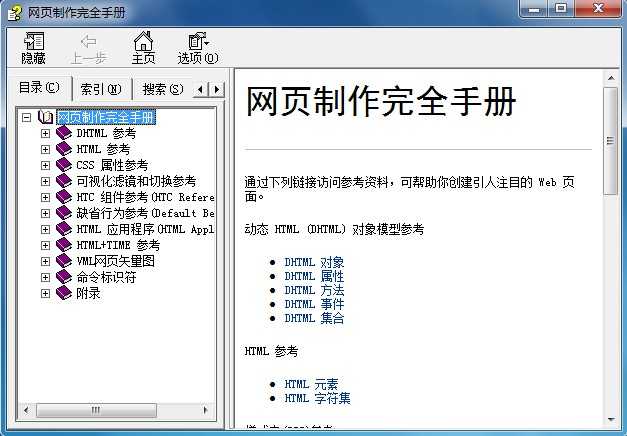 网页制作完全手册
隐藏
上一步
主页
选项(O)
目录(C)
索引(N)
搜索(S)
网页制作完全手册
DHTML 参考
HTML 参考
CSS 属性参考
可视化滤镜和切换参考
HTC 组件参考(HTC Refere
缺省行为参考(Default Be
HTML 应用程序(HTML Appl
HTML+TIME 参考
VML网页矢量图
命令标识符
附录
网页制作完全手册
通过下列链接访问参考资料，可帮助你创建引人注目的 Web 页
面。
动态 HTML (DHTML) 对象模型参考
DHTML 对象
DHTML 属性
DHTML 方法
DHTML 事件
DHTML 集合
HTML 参考
HTML 元素
HTML 字符集